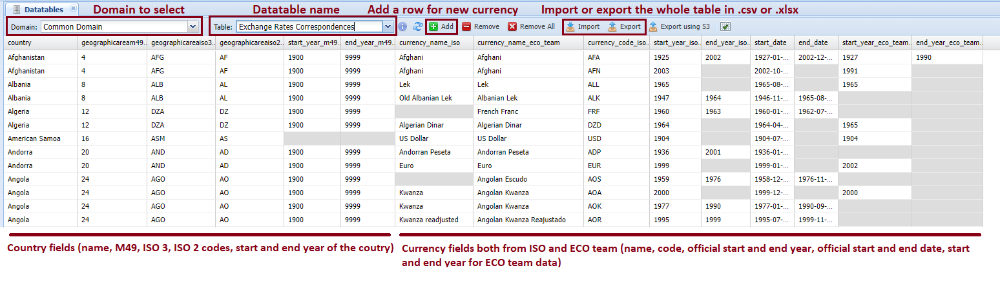 Datatables
Domain to select Datatable name Add a row for new currency Import or export the whole table in .csv or .xlsx
Domain: Common Domain Table: Exchange Rates Correspondences Add Remove Remove All Import Export Export using S3
country geographicaream49... geographicareaiso3... geographicareaiso2... start_year_m49... end_year_m49... currency_name_iso currency_name_eco_team currency_code_iso... start_year_iso... end_year_iso... start_date end_date start_year_eco_team... end_year_eco_team...
Afghanistan 4 AFG AF 1900 9999 Afghani Afghani AFA 1925 2002 1927-01-... 2002-12-... 1927 1990
Afghanistan 4 AFG AF 1900 9999 Afghani Afghani AFN 2003 2002-10-... 1991
Albania 8 ALB AL 1900 9999 Lek Lek ALL 1965 1965-08-... 1965
Albania 8 ALB AL 1900 9999 Old Albanian Lek Albanian Lek ALK 1947 1964 1946-11-... 1965-08-...
Algeria 12 DZA DZ 1900 9999 French Franc FRF 1960 1963 1960-01-... 1962-07-...
Algeria 12 DZA DZ 1900 9999 Algerian Dinar Algerian Dinar DZD 1964 1964-04-... 1965
American Samoa 16 ASM AS US Dollar US Dollar USD 1904 1904-07-... 1904
Andorra 20 AND AD 1900 9999 Andorran Peseta Andorran Peseta ADP 1936 2001 1936-01-...
Andorra 20 AND AD 1900 9999 Euro Euro EUR 1999 1999-01-... 2002
Angola 24 AGO AO 1900 9999 Angolan Escudo AOS 1959 1976 1958-12-... 1976-11-...
Angola 24 AGO AO 1900 9999 Kwanza Angolan Kwanza AOA 2000 1999-12-... 2000
Angola 24 AGO AO 1900 9999 Kwanza Angolan Kwanza AOK 1977 1990 1977-01-... 1990-09-...
Angola 24 AGO AO 1900 9999 Kwanza readjusted Angolan Kwanza Reajustado AOR 1995 1999 1995-07-... 1999-11-...
Country fields (name, M49, ISO 3, ISO 2 codes, start and end year of the coutry)
Currency fields both from ISO and ECO team (name, code, official start and end year, official start and end date, start
and end year for ECO team data)